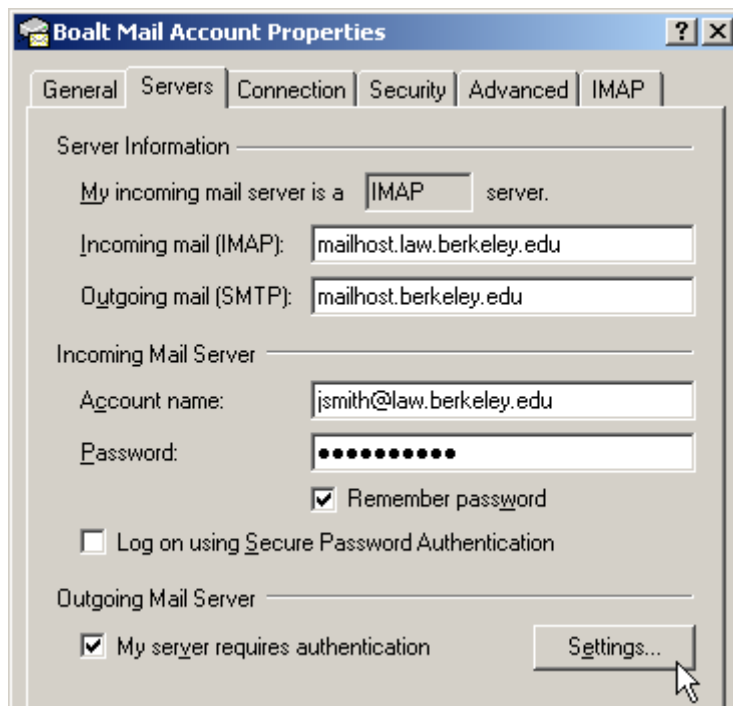 Boalt Mail Account Properties
General Servers Connection Security Advanced IMAP
Server Information
My incoming mail server is a IMAP server.
Incoming mail (IMAP): mailhost.law.berkeley.edu
Outgoing mail (SMTP): mailhost.berkeley.edu
Incoming Mail Server
Account name: jsmith@law.berkeley.edu
Password: ●●●●●●●●●●
Remember password
Log on using Secure Password Authentication
Outgoing Mail Server
My server requires authentication Settings...